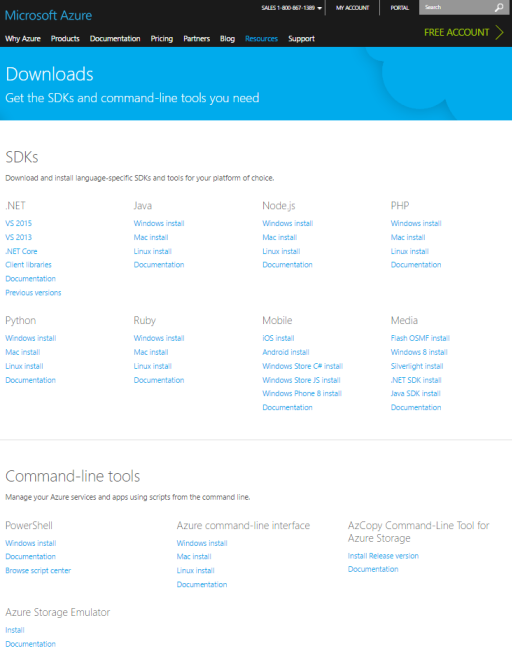 SALES 1-800-867-1389
MY ACCOUNT
PORTAL
Search
Microsoft Azure
FREE ACCOUNT
Why Azure Products Documentation Pricing Partners Blog Resources Support
Downloads
Get the SDKs and command-line tools you need
SDKs
Download and install language-specific SDKs and tools for your platform of choice.
.NET
VS 2015
VS 2013
.NET Core
Client libraries
Documentation
Previous versions
Java
Windows install
Mac install
Linux install
Documentation
Node.js
Windows install
Mac install
Linux install
Documentation
PHP
Windows install
Mac install
Linux install
Documentation
Python
Windows install
Mac install
Linux install
Documentation
Ruby
Windows install
Mac install
Linux install
Documentation
Mobile
iOS install
Android install
Windows Store C# install
Windows Store JS install
Windows Phone 8 install
Documentation
Media
Flash OSMF install
Windows 8 install
Silverlight install
.NET SDK install
Java SDK install
Documentation
Command-line tools
Manage your Azure services and apps using scripts from the command line.
PowerShell
Windows install
Documentation
Browse script center
Azure command-line interface
Windows install
Mac install
Linux install
Documentation
AzCopy Command-Line Tool for
Azure Storage
Install Release version
Documentation
Azure Storage Emulator
Install
Documentation